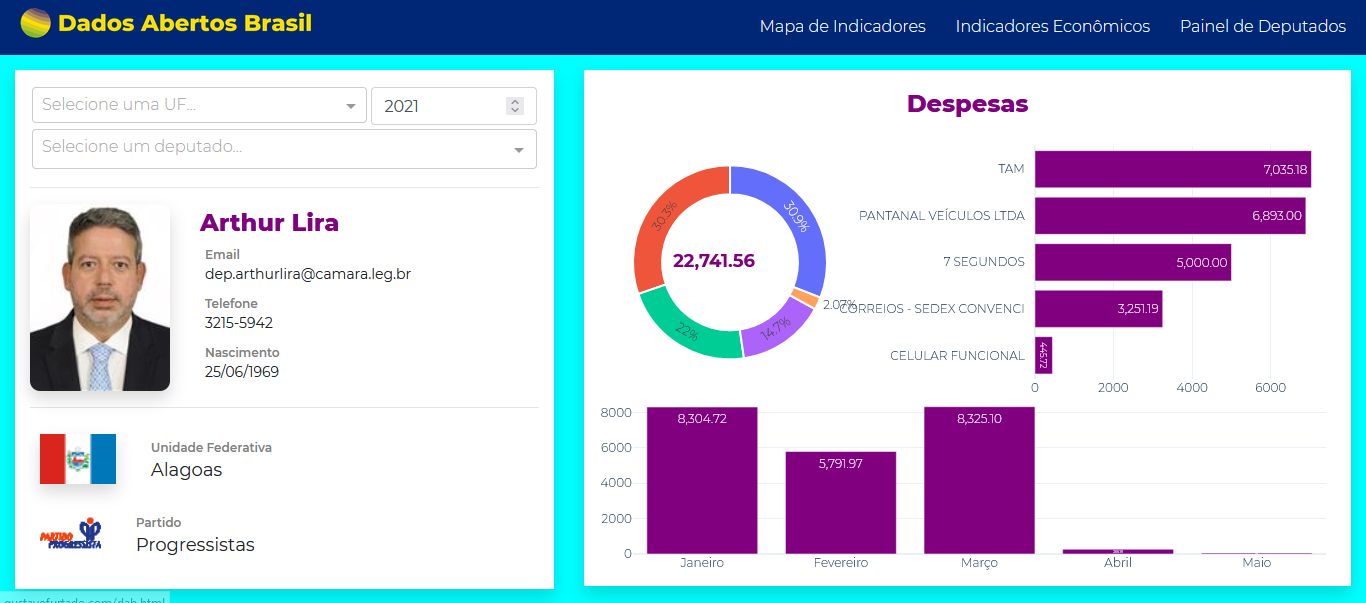 Dados Abertos Brasil
Mapa de Indicadores
Indicadores Econômicos
Painel de Deputados
Selecione uma UF...
2021
Selecione um deputado...
Arthur Lira
Email
dep.arthurlira@camara.leg.br
Telefone
3215-5942
Nascimento
25/06/1969
Unidade Federativa
Alagoas
PARTIDO
PROGRESSISTA
Partido
Progressistas
Despesas
30.3%
30.9%
22,741.56
2.07%
14.7%
22%
TAM
7,035.18
PANTANAL VEÍCULOS LTDA
6,893.00
7 SEGUNDOS
5,000.00
CORREIOS - SEDEX CONVENCI
3,251.19
CELULAR FUNCIONAL
445.72
0
2000
4000
6000
8000
6000
4000
2000
0
8,304.72
5,791.97
8,325.10
Janeiro
Fevereiro
Março
Abril
Maio